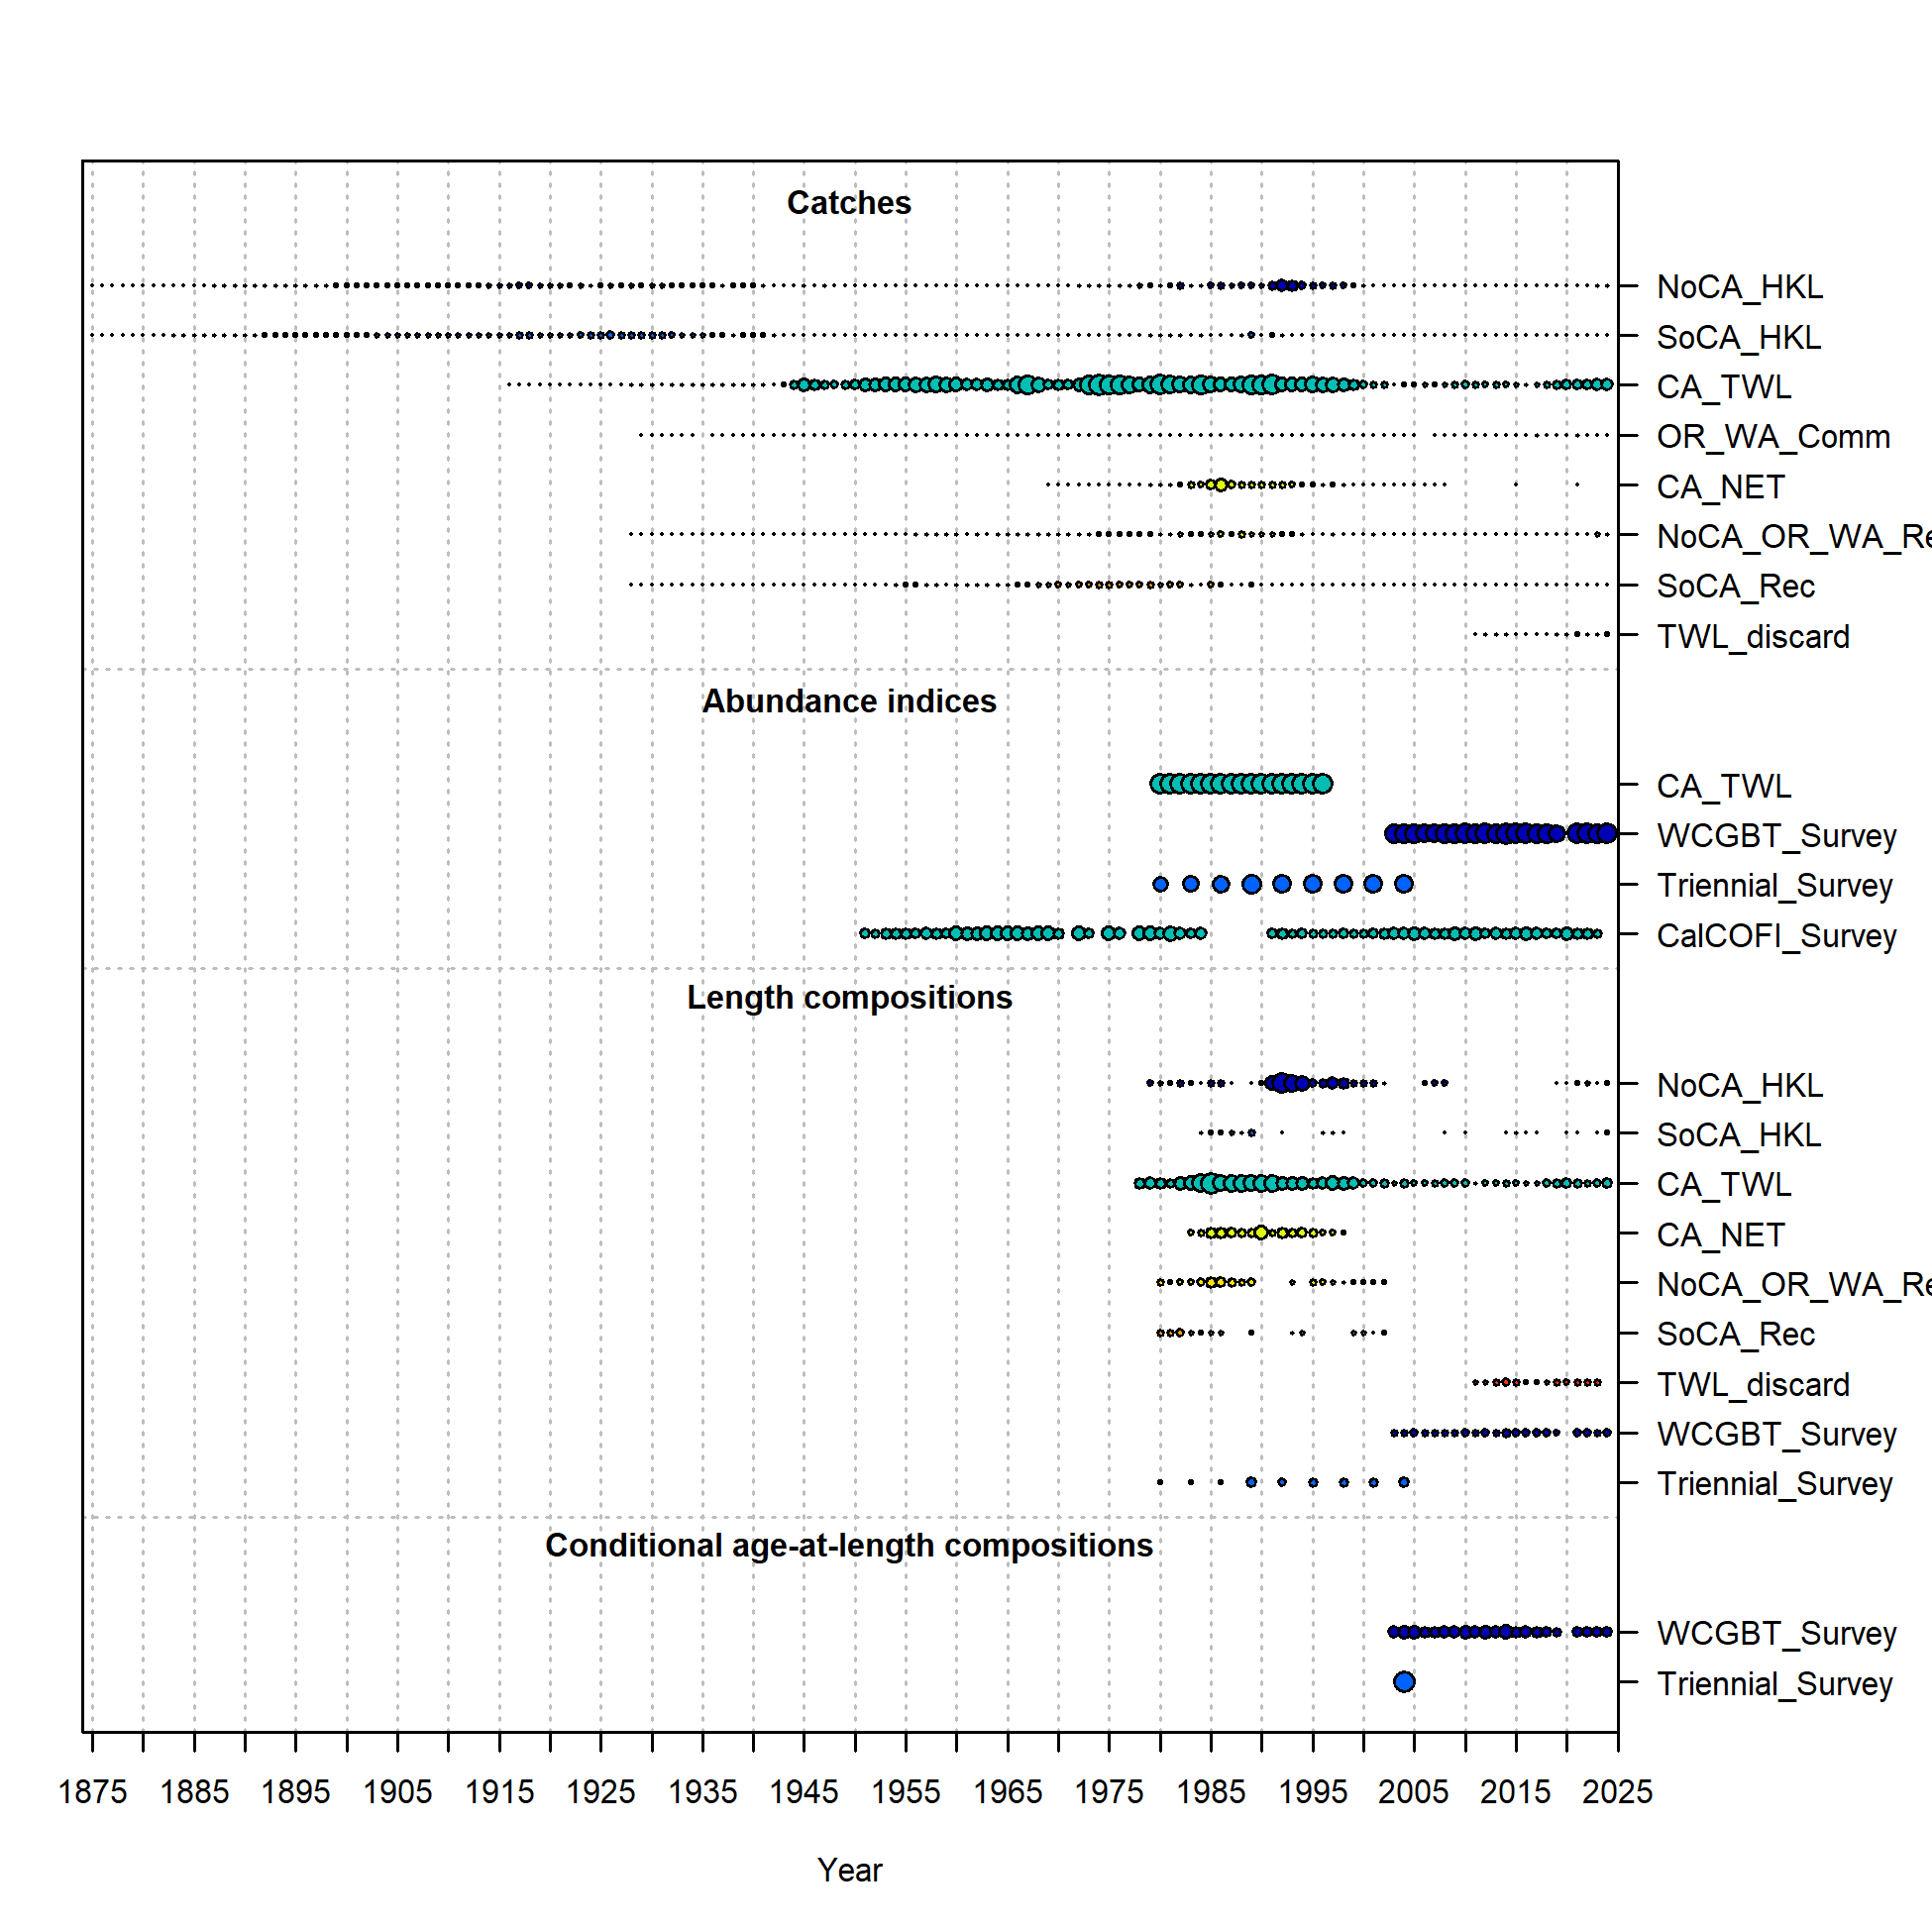 Catches
NoCA_HKL
SoCA_HKL
CA_TWL
OR_WA_Comm
CA_NET
NoCA_OR_WA_Re
SoCA_Rec
TWL_discard
Abundance indices
CA_TWL
WCGBT_Survey
Triennial_Survey
CalCOFI_Survey
Length compositions
NoCA_HKL
SoCA_HKL
CA_TWL
CA_NET
NoCA_OR_WA_Re
SoCA_Rec
TWL_discard
WCGBT_Survey
Triennial_Survey
Conditional age-at-length compositions
WCGBT_Survey
Triennial_Survey
1875 1885 1895 1905 1915 1925 1935 1945 1955 1965 1975 1985 1995 2005 2015 2025
Year